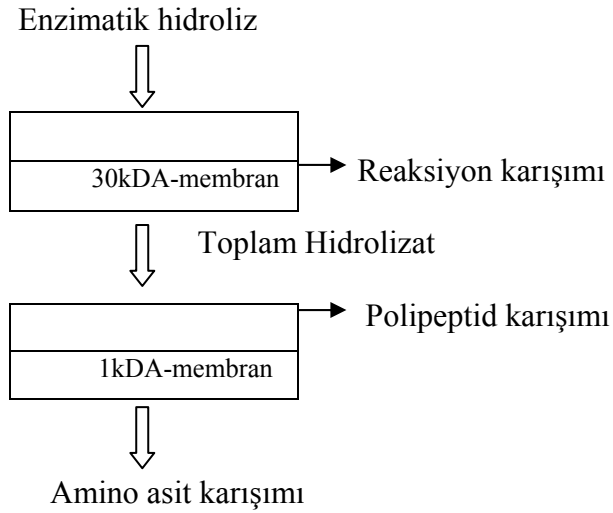 Enzimatik hidroliz
30kDA-membran
Reaksiyon karışımı
Toplam Hidrolizat
Polipeptid karışımı
1kDA-membran
Amino asit karışımı